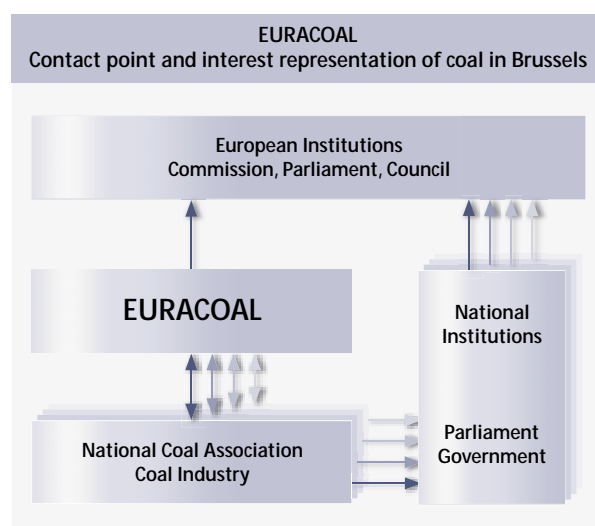 EURACOAL
Contact point and interest representation of coal in Brussels
European Institutions
Commission, Parliament, Council
EURACOAL
National
Institutions
Parliament
Government
National Coal Association
Coal Industry